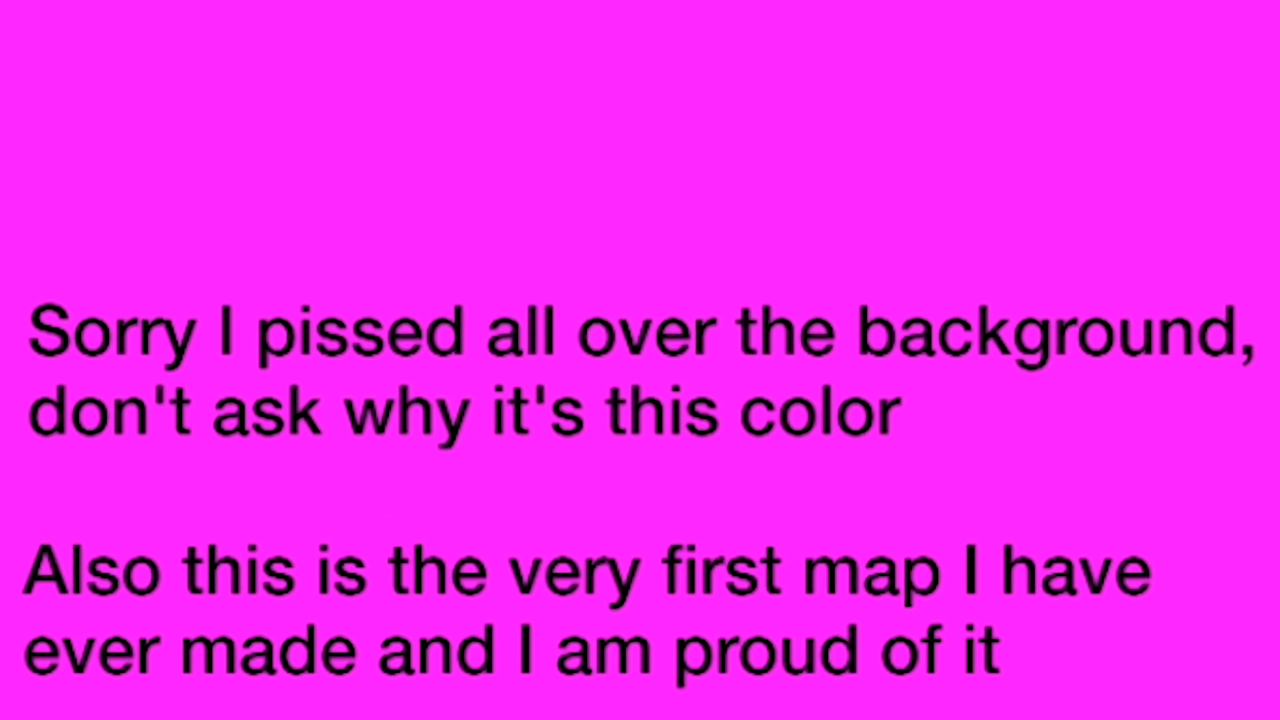 Sorry I pissed all over the background,
don't ask why it's this color
Also this is the very first map I have
ever made and I am proud of it